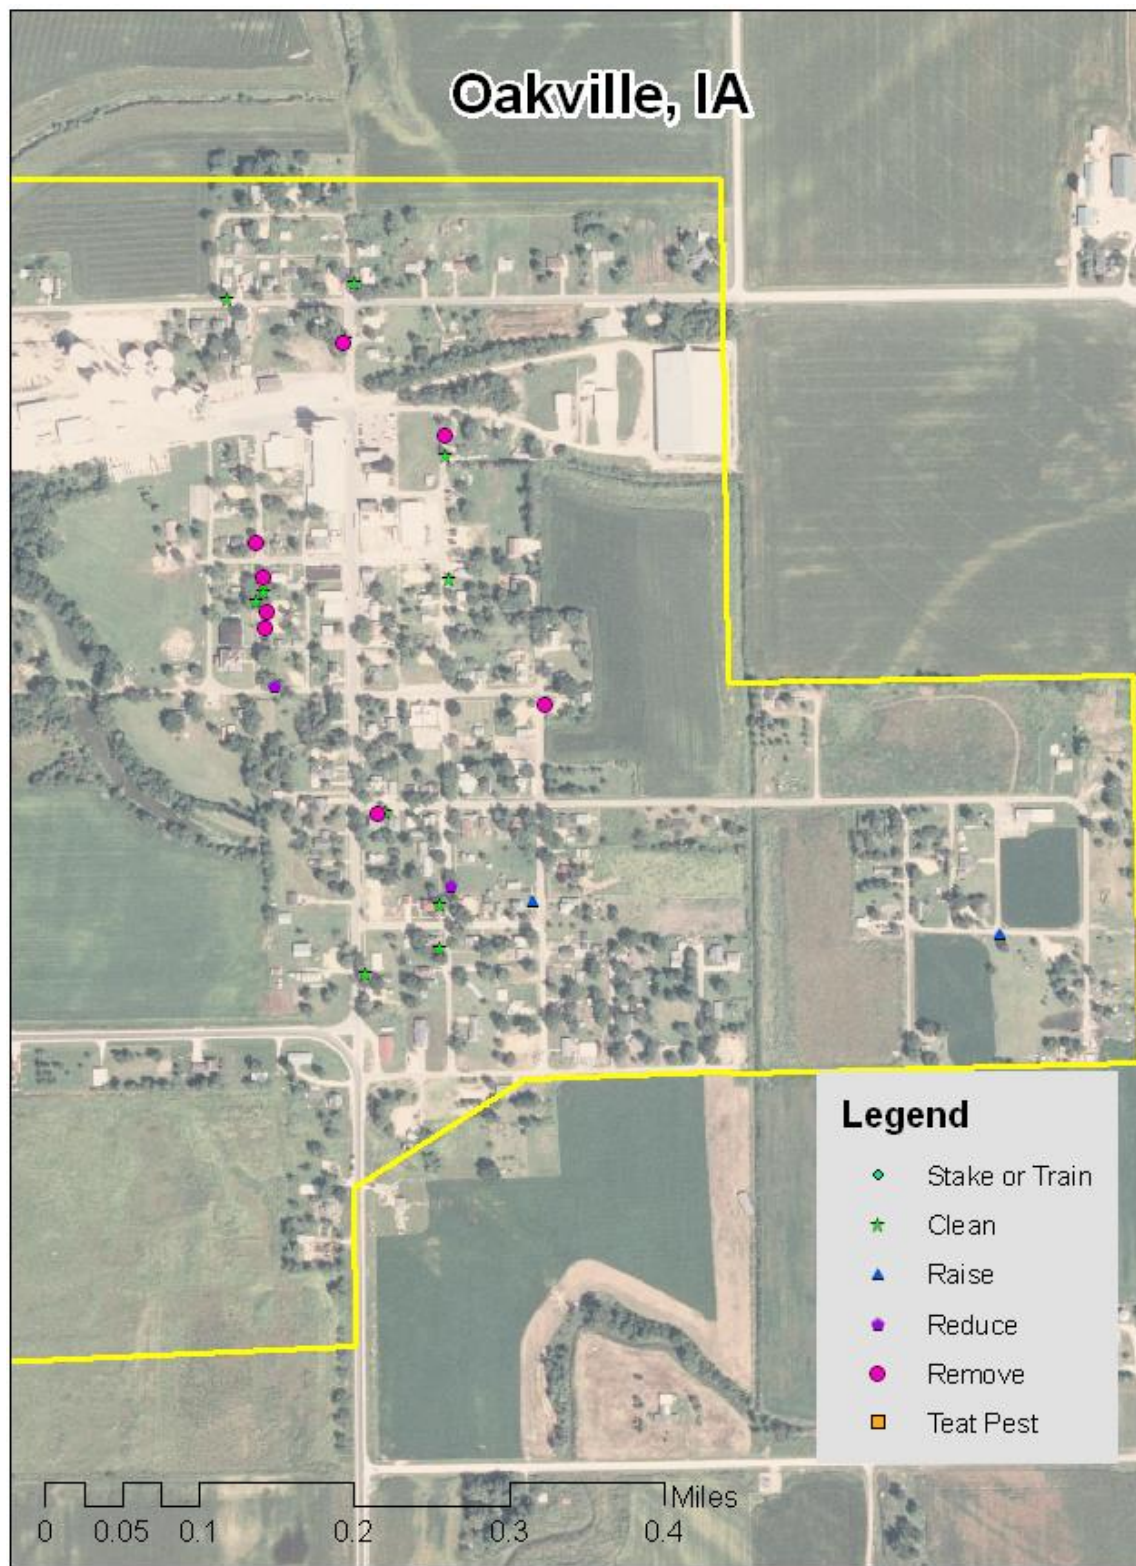 Oakville, IA
Legend
Stake or Train
Clean
Raise
Reduce
Remove
Teat Pest
Miles
0 0.05 0.1 0.2 0.3 0.4